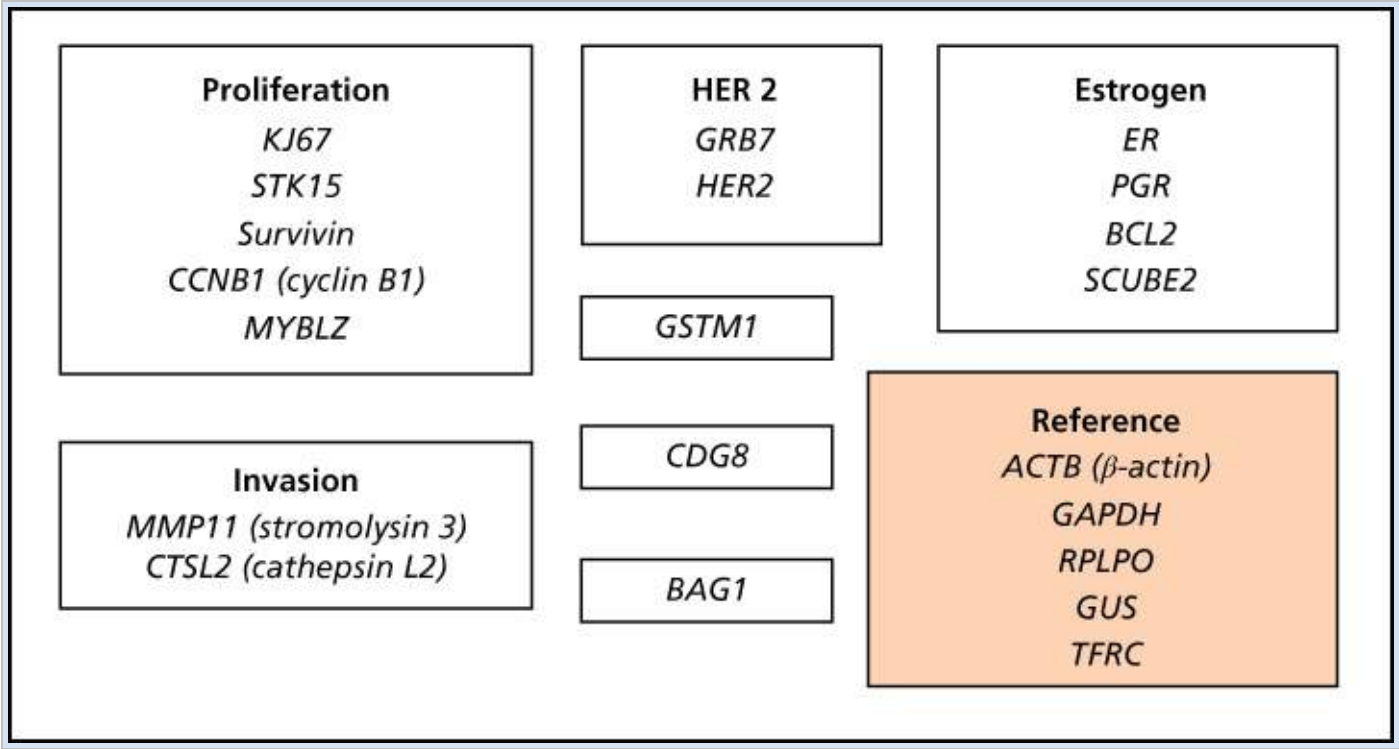 Proliferation
KJ67
STK15
Survivin
CCNB1 (cyclin B1)
MYBLZ
HER 2
GRB7
HER2
Estrogen
ER
PGR
BCL2
SCUBE2
GSTM1
CDG8
BAG1
Invasion
MMP11 (stromolysin 3)
CTSL2 (cathepsin L2)
Reference
ACTB (β-actin)
GAPDH
RPLPO
GUS
TFRC